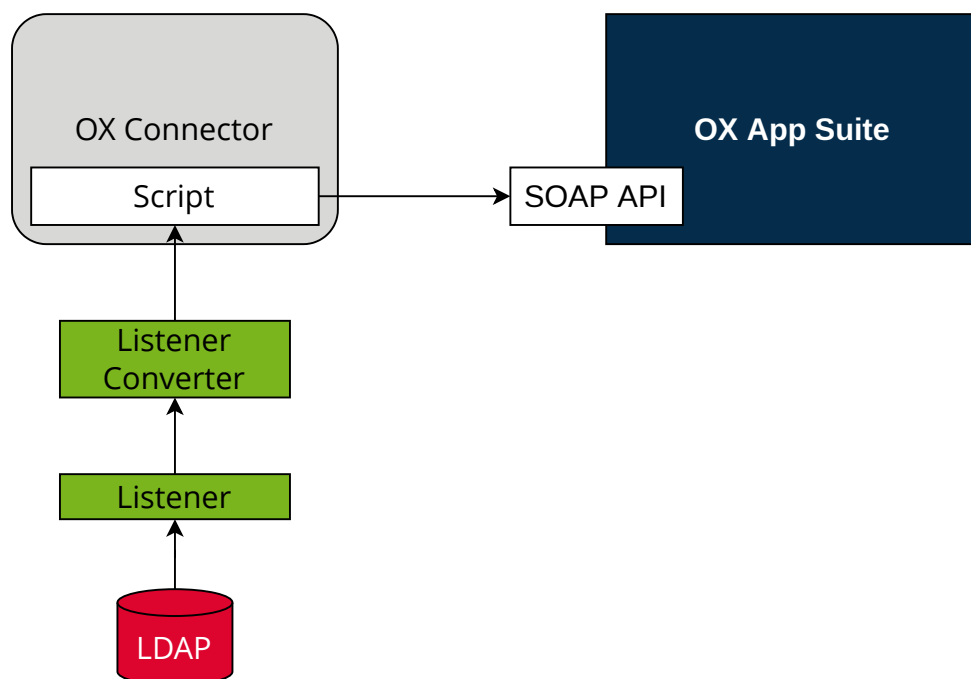 OX Connector
OX App Suite
Script
SOAP API
Listener
Converter
Listener
LDAP